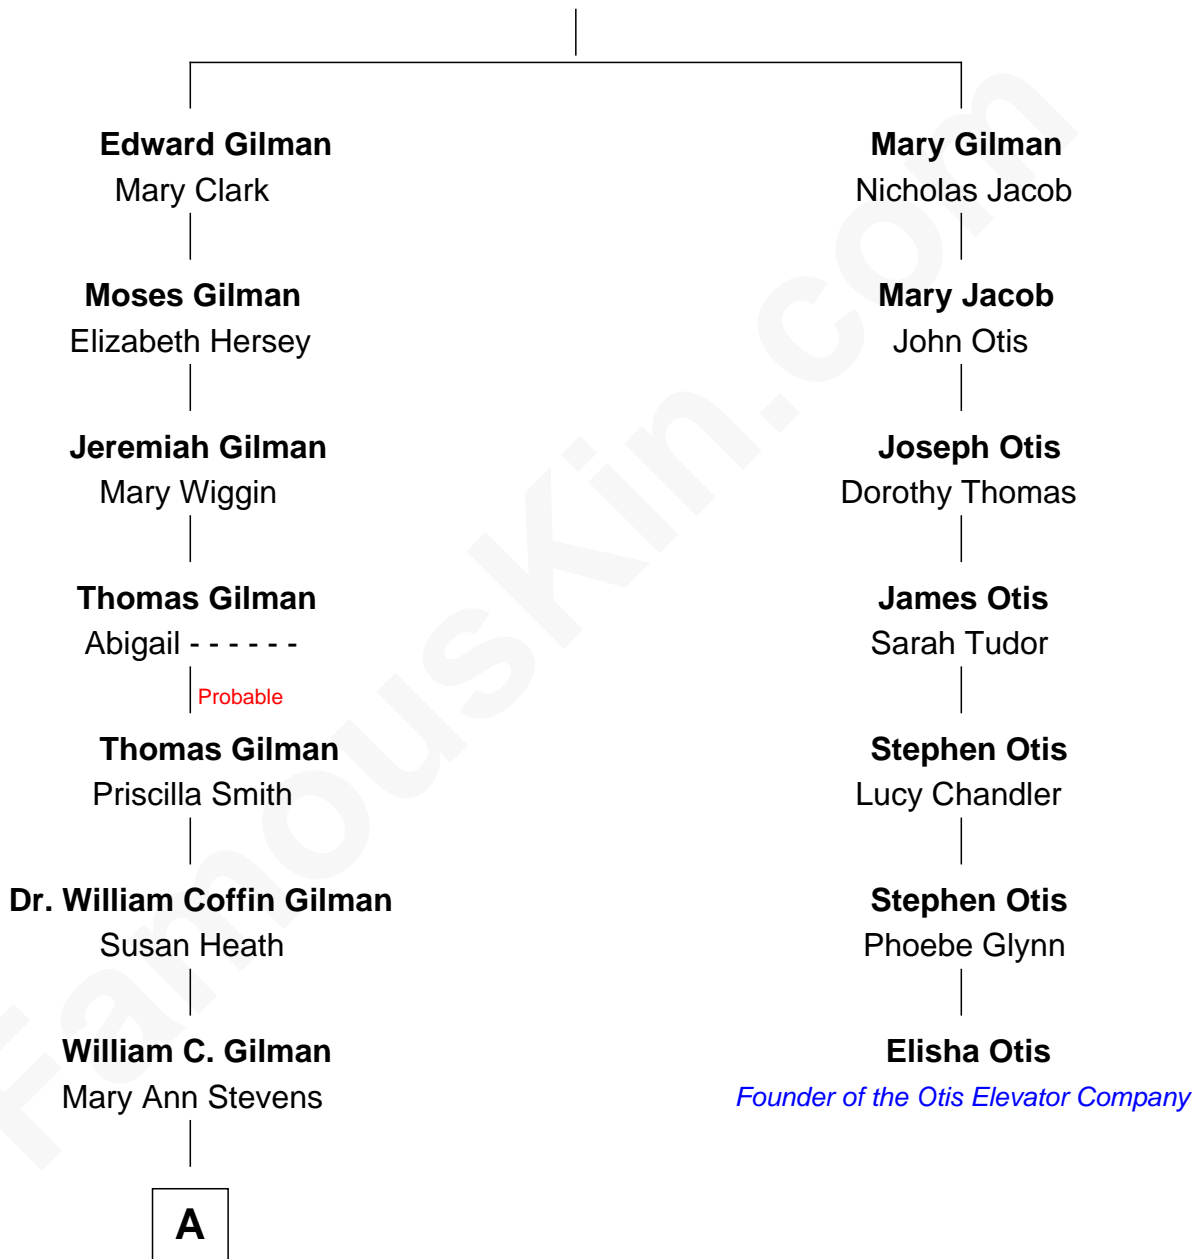 Edward Gilman
Mary Clark
Moses Gilman
Elizabeth Hersey
Jeremiah Gilman
Mary Wiggin
Thomas Gilman
Abigail - - - - - -
Probable
Thomas Gilman
Priscilla Smith
Dr. William Coffin Gilman
Susan Heath
William C. Gilman
Mary Ann Stevens
A
Mary Gilman
Nicholas Jacob
Mary Jacob
John Otis
Joseph Otis
Dorothy Thomas
James Otis
Sarah Tudor
Stephen Otis
Lucy Chandler
Stephen Otis
Phoebe Glynn
Elisha Otis
Founder of the Otis Elevator Company
FamousKin.com